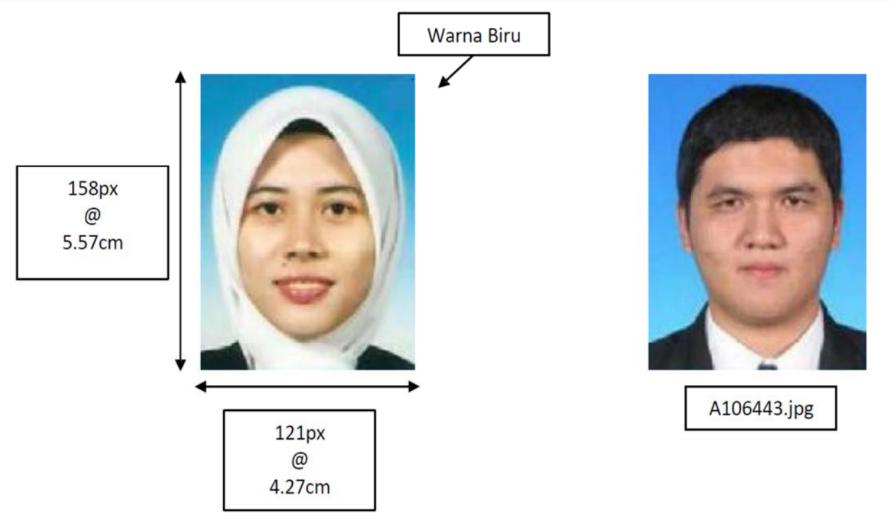 Warna Biru
158px
@
5.57cm
121px
@
4.27cm
A106443.jpg